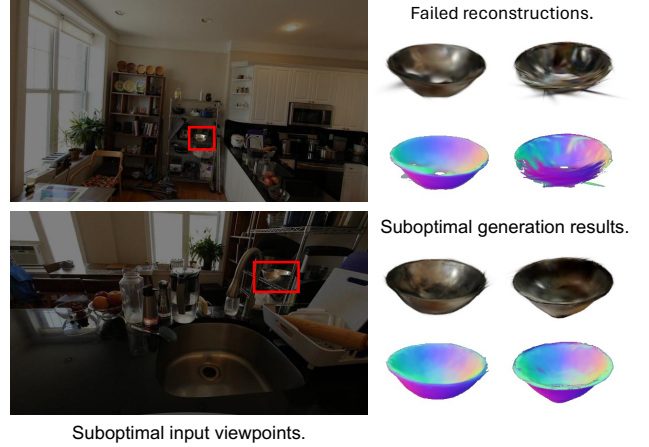 Failed reconstructions.
Suboptimal generation results.
Suboptimal input viewpoints.